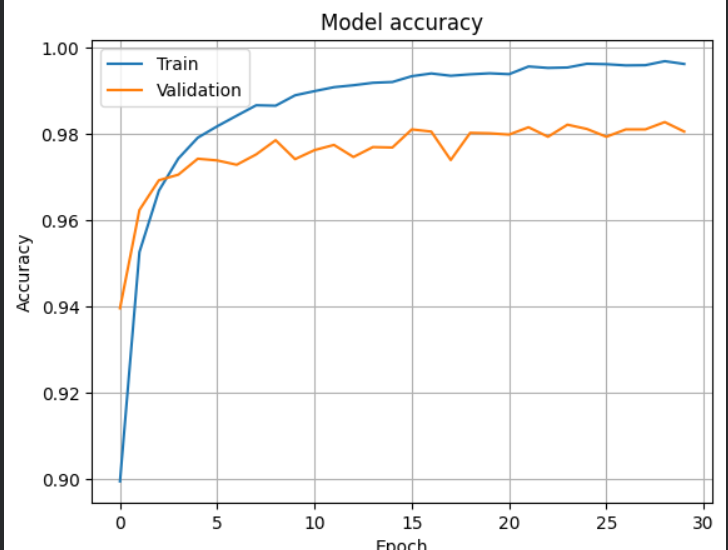 Model accuracy
Train
Validation
Accuracy
1.00
0.98
0.96
0.94
0.92
0.90
0 5 10 15 20 25 30
Epoch